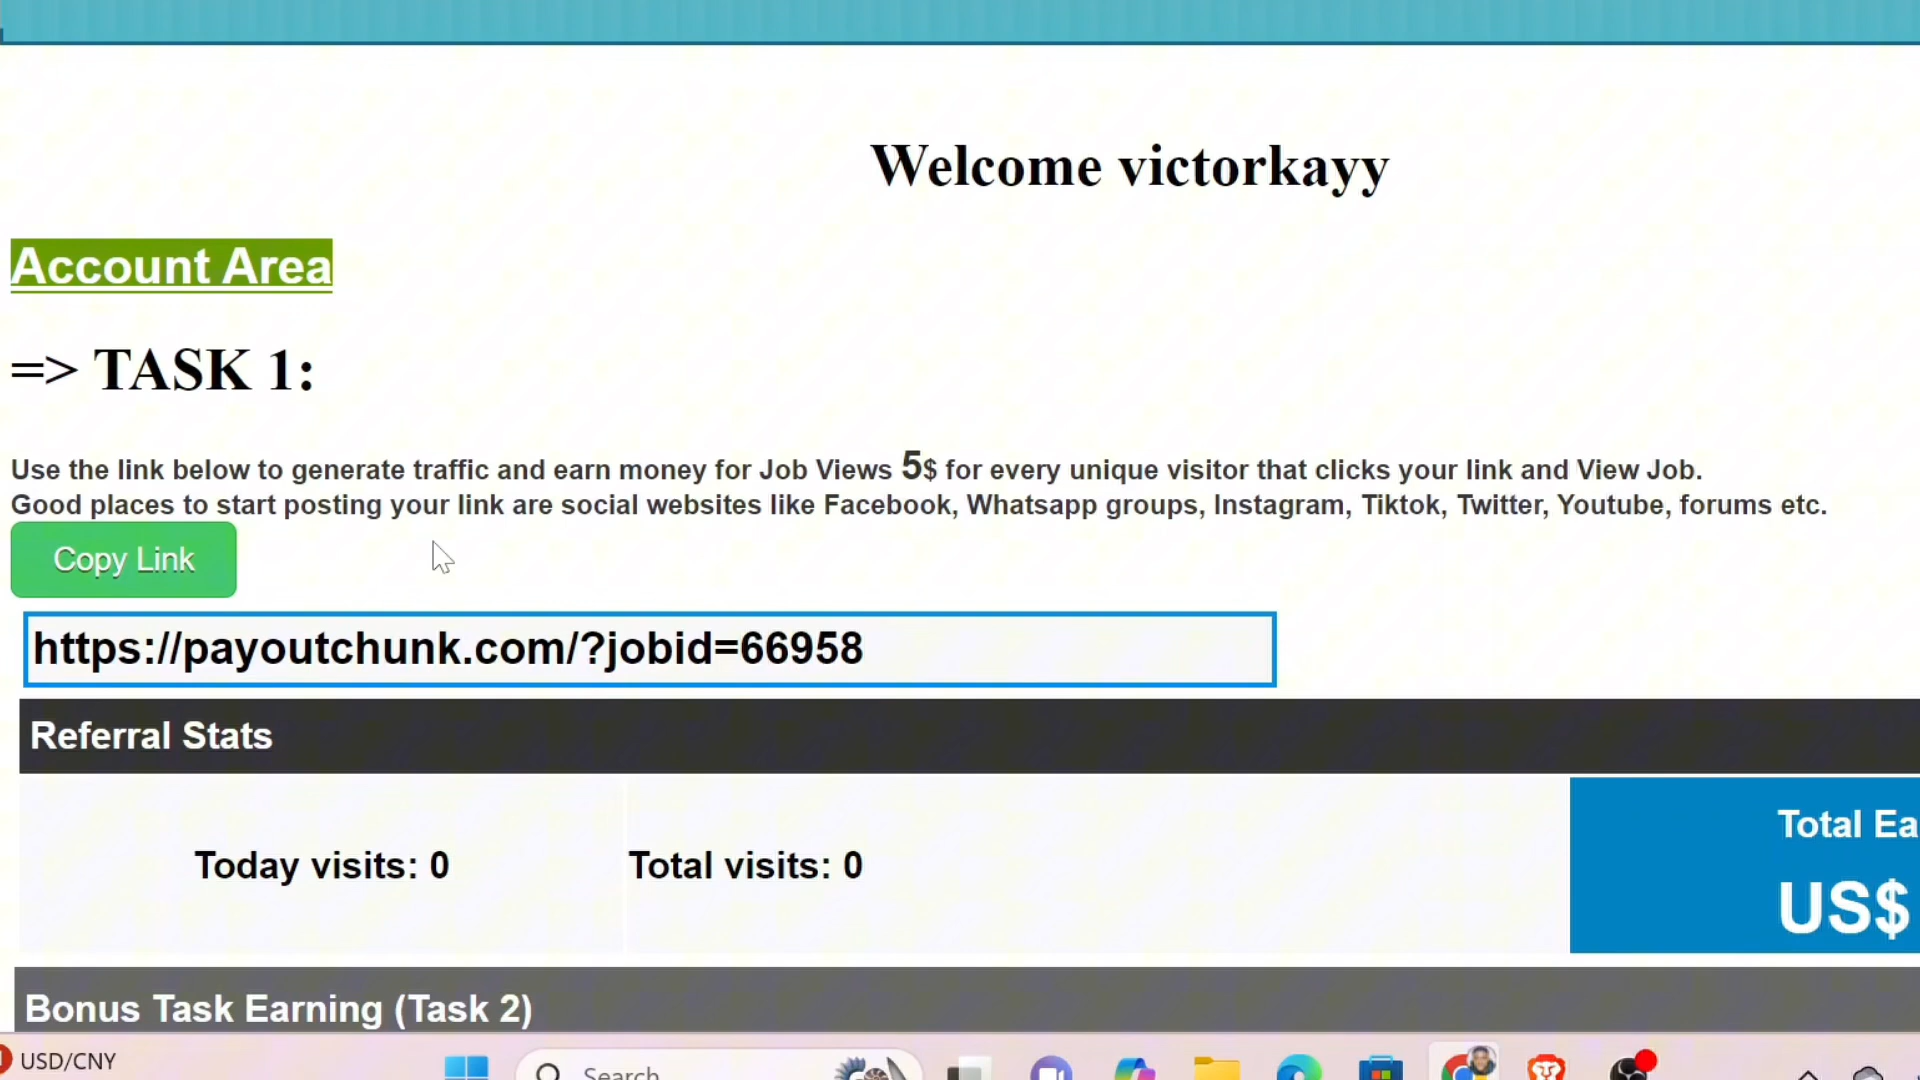 Welcome victorkayy
Account Area
=> TASK 1:
Use the link below to generate traffic and earn money for Job Views 5$ for every unique visitor that clicks your link and View Job.
Good places to start posting your link are social websites like Facebook, Whatsapp groups, Instagram, Tiktok, Twitter, Youtube, forums etc.
Copy Link
https://payoutchunk.com/?jobid=66958
Referral Stats
Today visits: 0
Total visits: 0
Total Ea
US$
Bonus Task Earning (Task 2)
USD/CNY
Search